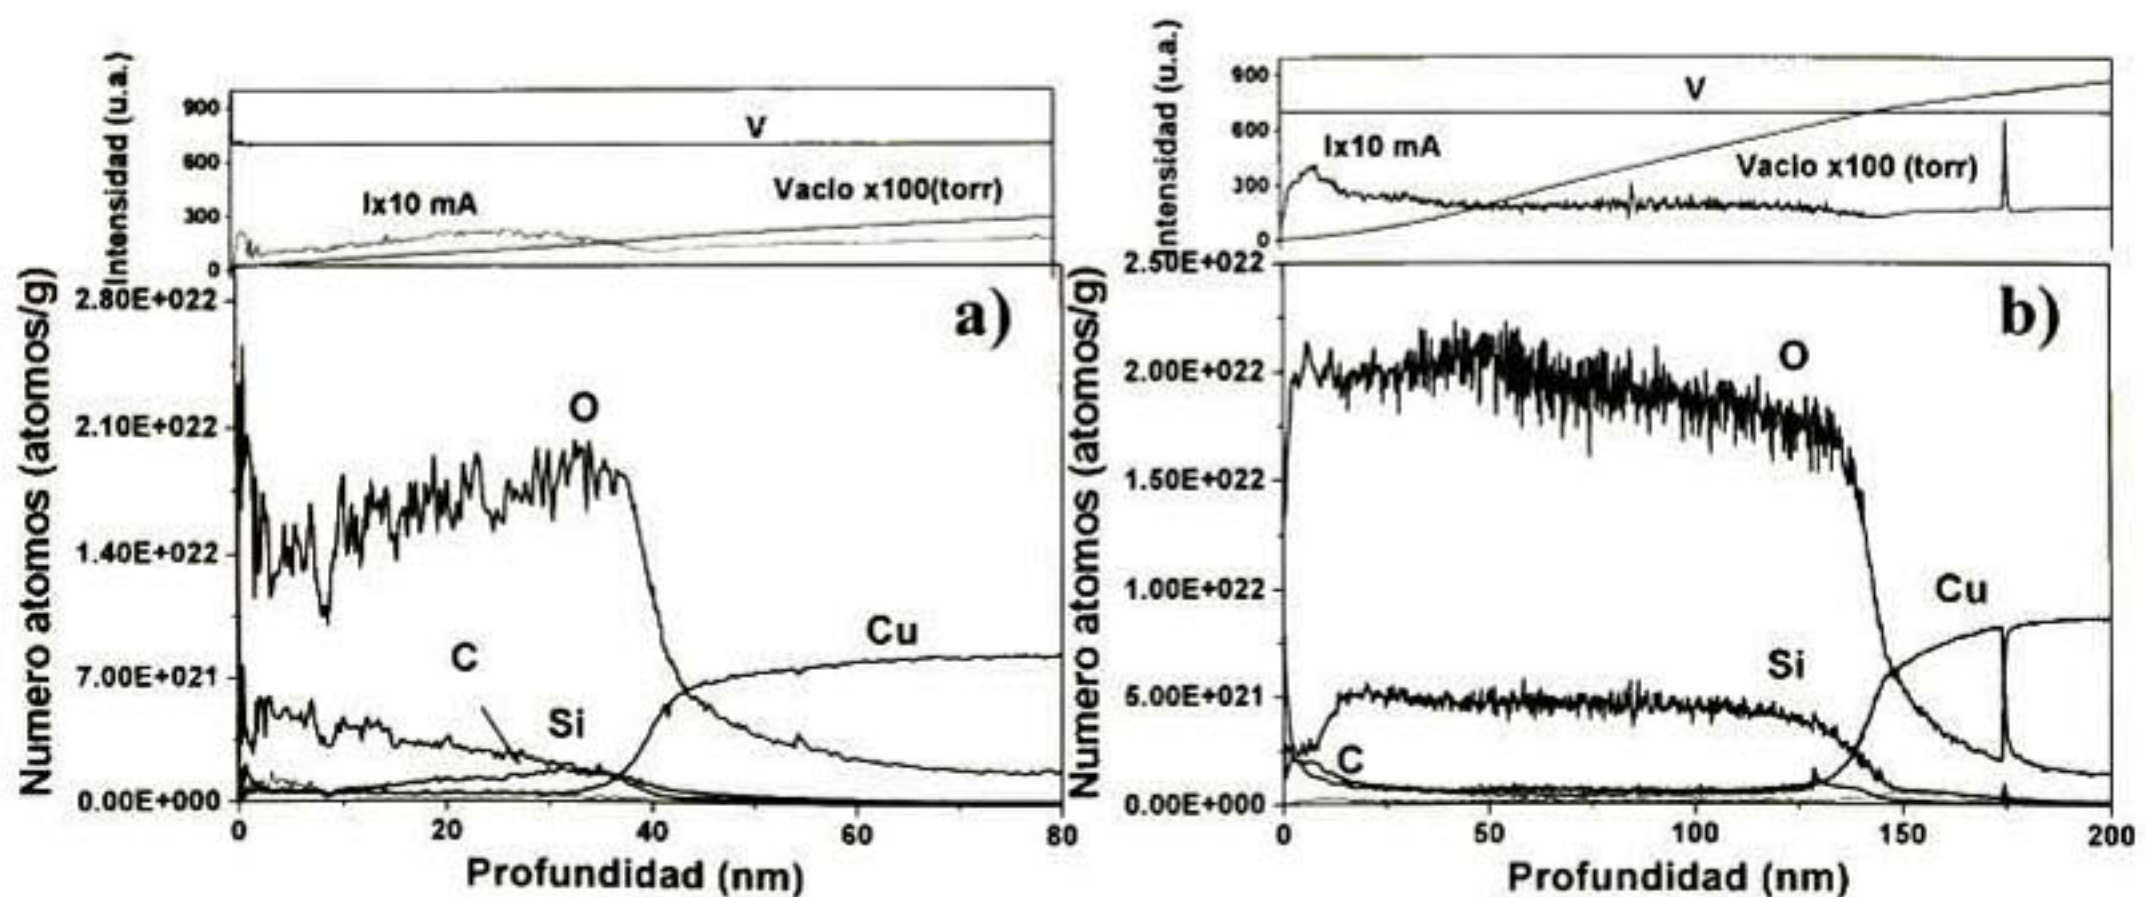 Intensidad (u.a.)
900
600
300
0
V
Ix10 mA
Vacio x100(torr)
Numero atomos (atomos/g)
2.80E+022
2.10E+022
1.40E+022
7.00E+021
0.00E+000
a)
O
C
Si
Cu
0 20 40 60 80
Profundidad (nm)
Intensidad (u.a.)
900
600
300
0
V
Ix10 mA
Vacio x100 (torr)
Numero atomos (atomos/g)
2.50E+022
2.00E+022
1.50E+022
1.00E+022
5.00E+021
0.00E+000
b)
O
Cu
Si
C
0 50 100 150 200
Profundidad (nm)